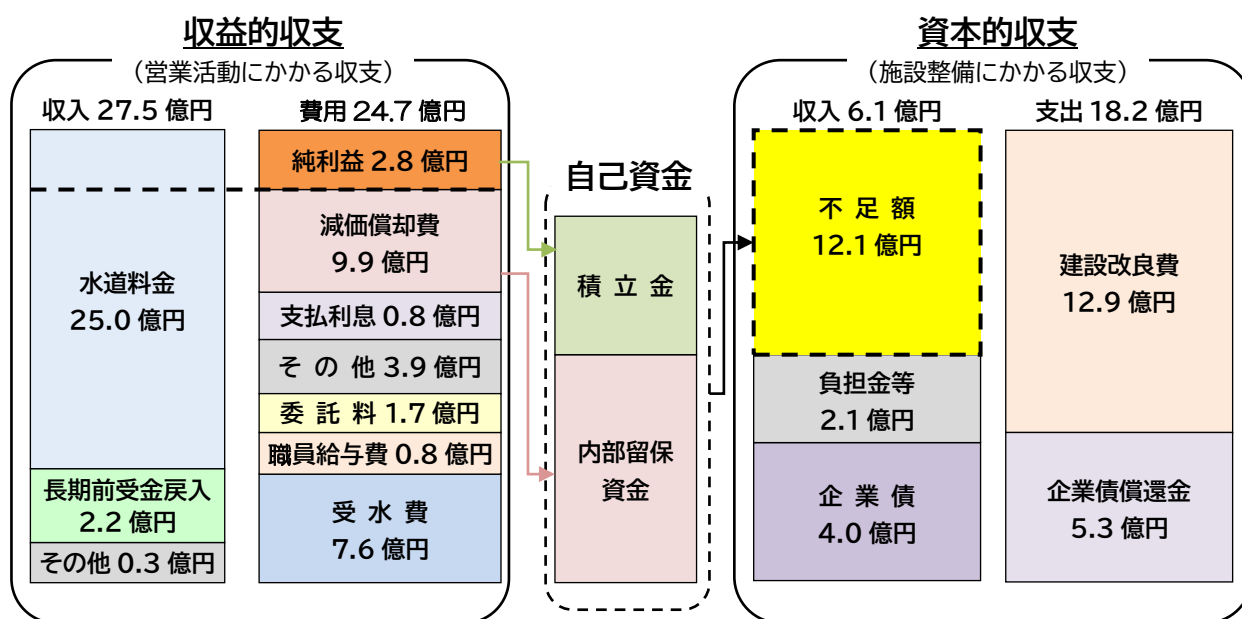 収益的収支
（営業活動にかかる収支）
収入 27.5 億円
費用 24.7 億円
水道料金
25.0 億円
長期前受金戻入
2.2 億円
その他 0.3 億円
純利益 2.8 億円
減価償却費
9.9 億円
支払利息 0.8 億円
そ の 他 3.9 億円
委 託 料 1.7 億円
職員給与費 0.8 億円
受 水 費
7.6 億円
自己資金
積 立 金
内部留保
資金
資本的収支
（施設整備にかかる収支）
収入 6.1 億円
支出 18.2 億円
不 足 額
12.1 億円
負担金等
2.1 億円
企 業 債
4.0 億円
建設改良費
12.9 億円
企業債償還金
5.3 億円